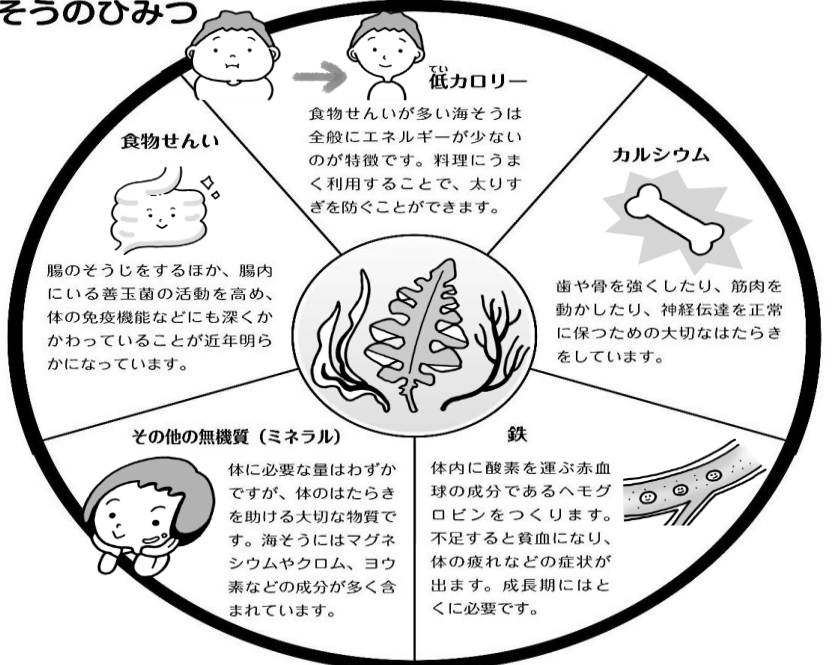 そうのひみつ
てい
低カロリー
食物せんいが多い海そうは
全般にエネルギーが少ない
のが特徴です。料理にうま
く利用することで、太りす
ぎを防ぐことができます。
食物せんい
腸のそうじをするほか、腸内
にいる善玉菌の活動を高め、
体の免疫機能などにも深くか
かわっていることが近年明ら
かになっています。
カルシウム
歯や骨を強くしたり、筋肉を
動かしたり、神経伝達を正常
に保つための大切なはたらき
をしています。
その他の無機質(ミネラル)
体に必要な量はわずか
ですが、体のはたらき
を助ける大切な物質で
す。海そうにはマグネ
シウムやクロム、ヨウ
素などの成分が多く含
まれています。
鉄
体内に酸素を運ぶ赤血
球の成分であるヘモグ
ロビンをつくります。
不足すると貧血になり、
体の疲れなどの症状が
出ます。成長期にはと
くに必要です。